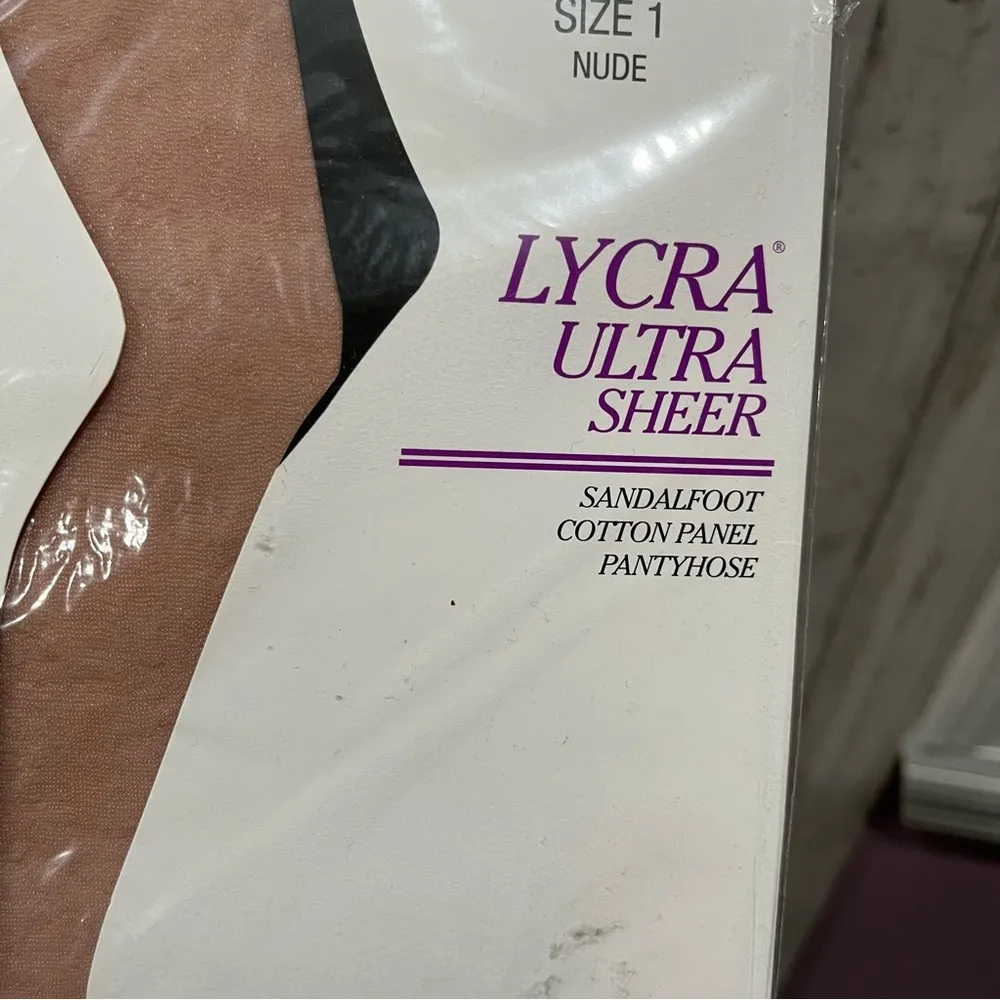 SIZE 1
NUDE
LYCRA®
ULTRA
SHEER
SANDALFOOT
COTTON PANEL
PANTYHOSE